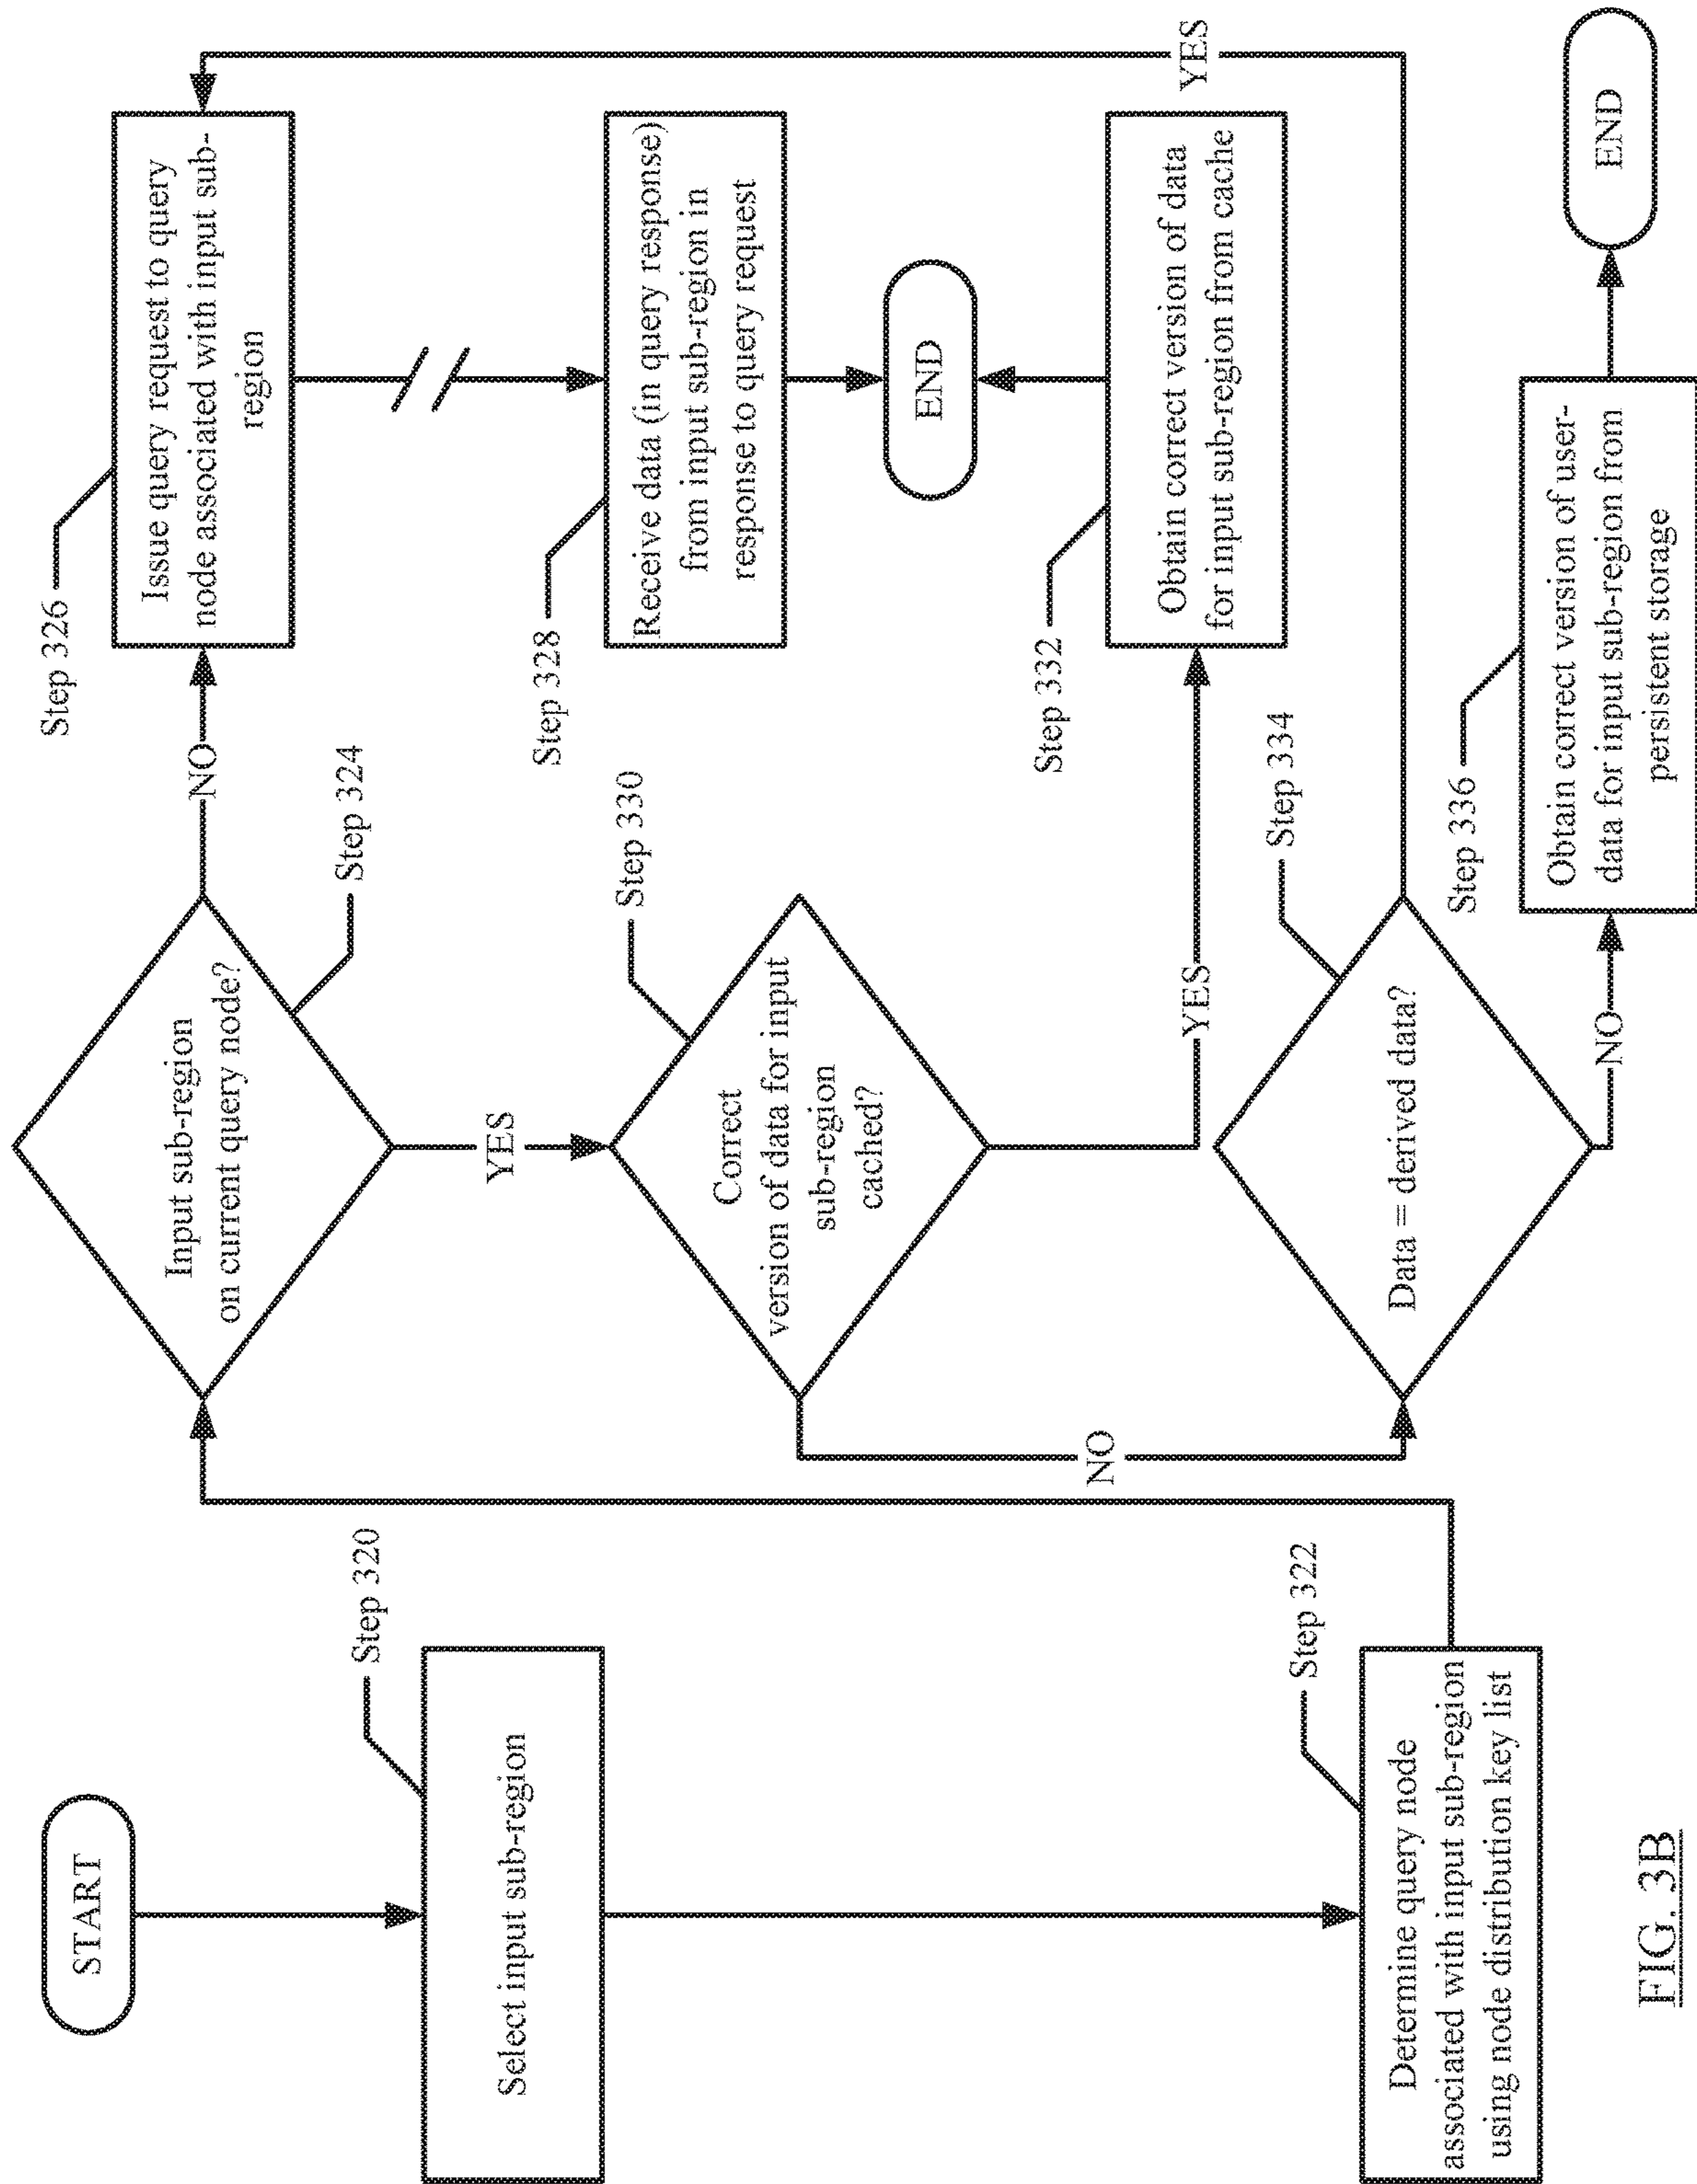 START
Step 320
Select input sub-region
Step 322
Determine query node
associated with input sub-region
using node distribution key list
Input sub-region
on current query node?
Step 324
NO
YES
Step 326
Issue query request to query
node associated with input sub-
region
Step 328
Receive data (in query response)
from input sub-region in
response to query request
END
Step 330
Correct
version of data for input
sub-region
cached?
YES
NO
Step 332
Obtain correct version of data
for input sub-region from cache
Step 334
Data = derived data?
YES
NO
Step 336
Obtain correct version of user-
data for input sub-region from
persistent storage
END
FIG. 3B